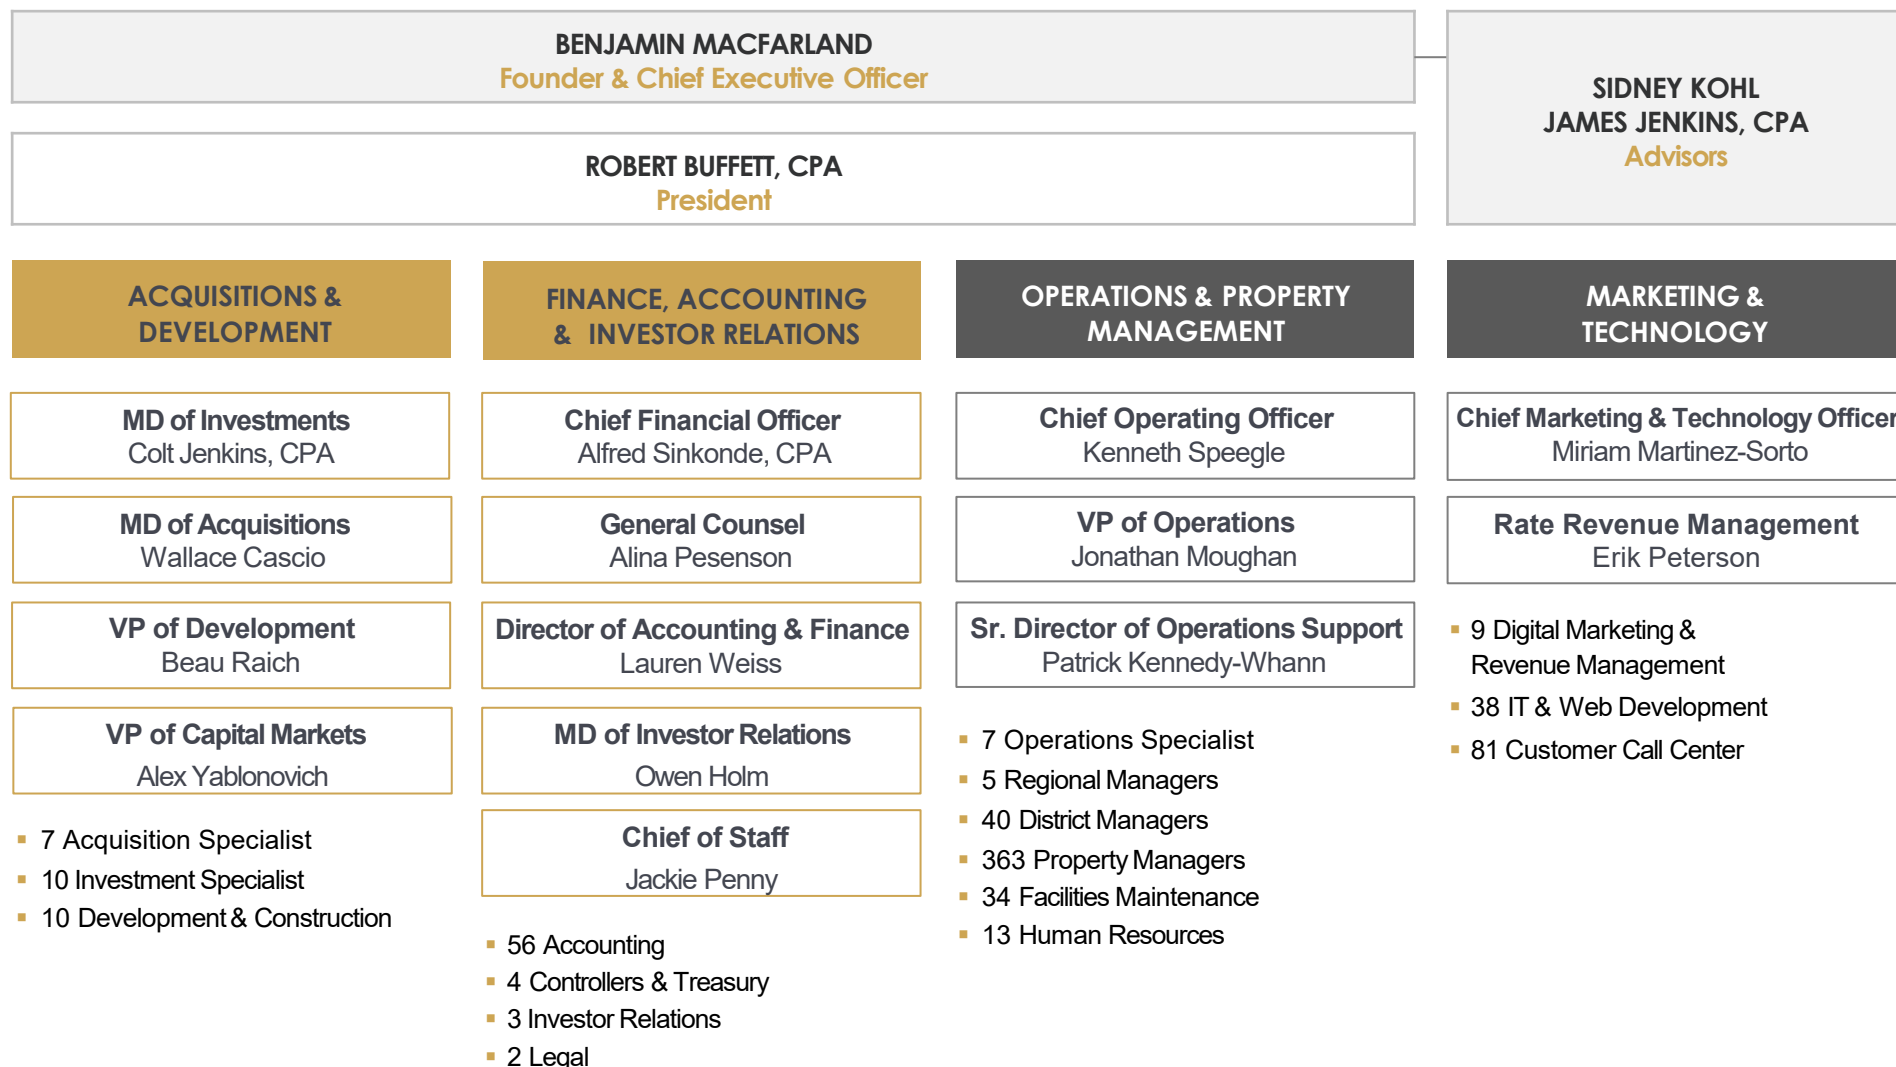 BENJAMIN MACFARLAND
Founder & Chief Executive Officer
ROBERT BUFFETT, CPA
President
SIDNEY KOHL
JAMES JENKINS, CPA
Advisors
ACQUISITIONS &
DEVELOPMENT
MD of Investments
Colt Jenkins, CPA
MD of Acquisitions
Wallace Cascio
VP of Development
Beau Raich
VP of Capital Markets
Alex Yablonovich
7 Acquisition Specialist
10 Investment Specialist
10 Development & Construction
FINANCE, ACCOUNTING
& INVESTOR RELATIONS
Chief Financial Officer
Alfred Sinkonde, CPA
General Counsel
Alina Pesenson
Director of Accounting & Finance
Lauren Weiss
MD of Investor Relations
Owen Holm
Chief of Staff
Jackie Penny
56 Accounting
4 Controllers & Treasury
3 Investor Relations
2 Legal
OPERATIONS & PROPERTY
MANAGEMENT
Chief Operating Officer
Kenneth Speegle
VP of Operations
Jonathan Moughan
Sr. Director of Operations Support
Patrick Kennedy-Whann
7 Operations Specialist
5 Regional Managers
40 District Managers
363 Property Managers
34 Facilities Maintenance
13 Human Resources
MARKETING &
TECHNOLOGY
Chief Marketing & Technology Officer
Miriam Martinez-Sorto
Rate Revenue Management
Erik Peterson
9 Digital Marketing &
Revenue Management
38 IT & Web Development
81 Customer Call Center